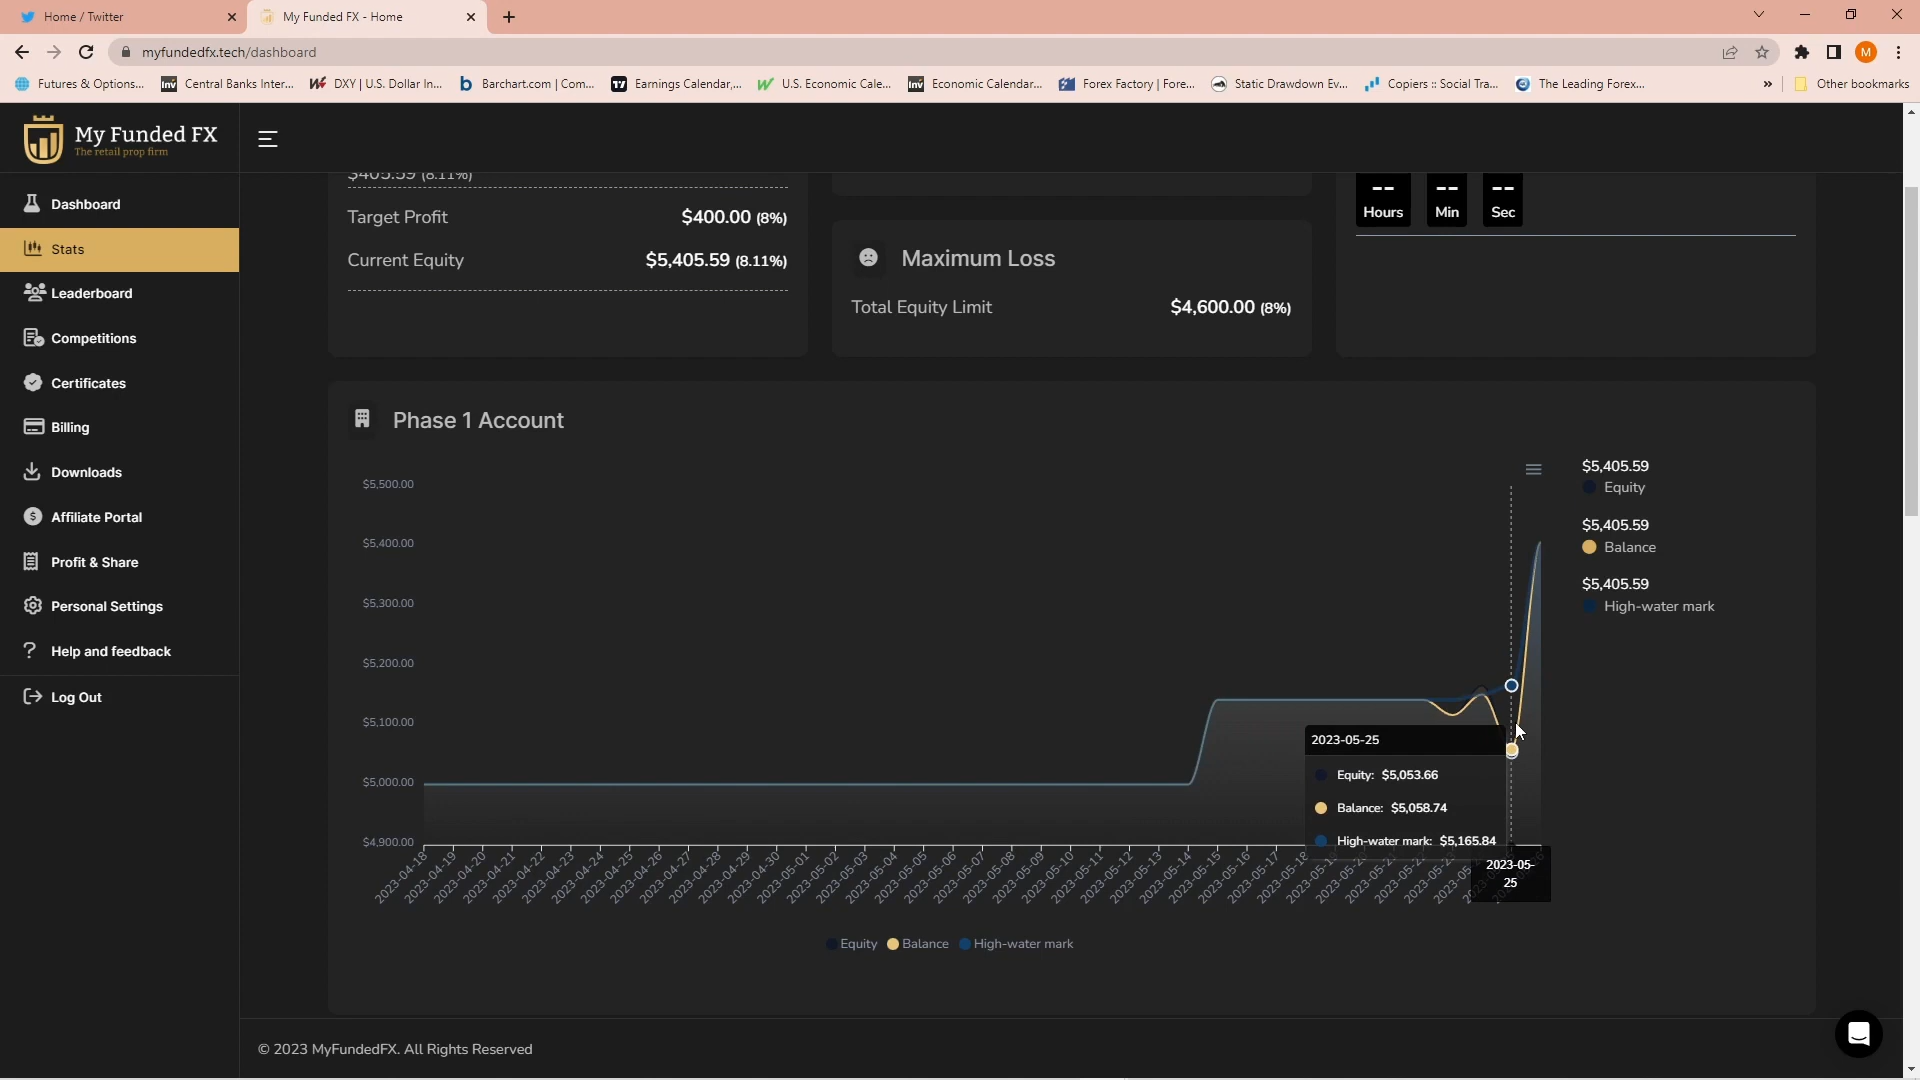 Home / Twitter
My Funded FX - Home
myfundedfx.tech/dashboard
Futures & Options...
Central Banks Inter...
DXY | U.S. Dollar In...
Barchart.com | Com...
Earnings Calendar,...
U.S. Economic Cale...
Economic Calendar...
Forex Factory | Fore...
Static Drawdown Ev...
Copiers :: Social Tra...
The Leading Forex...
Other bookmarks
M
My Funded FX
The retail prop firm
Dashboard
Stats
Leaderboard
Competitions
Certificates
Billing
Downloads
Affiliate Portal
Profit & Share
Personal Settings
Help and feedback
Log Out
$405.59 (8.11%)
Target Profit $400.00 (8%)
Current Equity $5,405.59 (8.11%)
Maximum Loss
Total Equity Limit $4,600.00 (8%)
-- -- --
Hours Min Sec
Phase 1 Account
$5,500.00
$5,400.00
$5,300.00
$5,200.00
$5,100.00
$5,000.00
$4,900.00
2023-04-18
2023-04-19
2023-04-20
2023-04-21
2023-04-22
2023-04-23
2023-04-24
2023-04-25
2023-04-26
2023-04-27
2023-04-28
2023-04-29
2023-04-30
2023-05-01
2023-05-02
2023-05-03
2023-05-04
2023-05-05
2023-05-06
2023-05-07
2023-05-08
2023-05-09
2023-05-10
2023-05-11
2023-05-12
2023-05-13
2023-05-14
2023-05-15
2023-05-16
2023-05-17
2023-05-18
2023-05-25
Equity: $5,053.66
Balance: $5,058.74
High-water mark: $5,165.84
2023-05-
25
$5,405.59
Equity
$5,405.59
Balance
$5,405.59
High-water mark
Equity Balance High-water mark
© 2023 MyFundedFX. All Rights Reserved